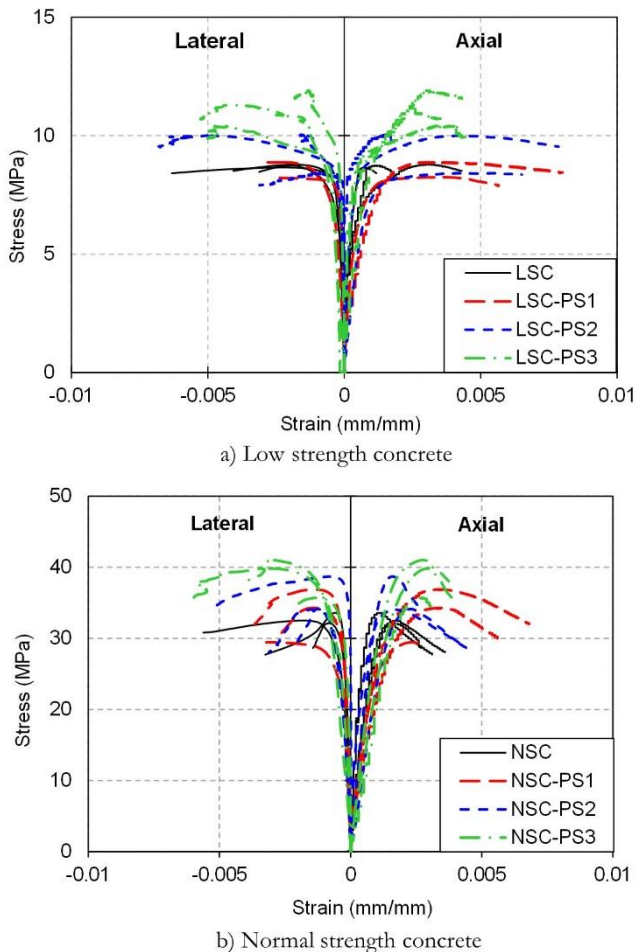 Lateral
Axial
15
10
5
0
Stress (MPa)
LSC
LSC-PS1
LSC-PS2
LSC-PS3
-0.01
-0.005
0
0.005
0.01
Strain (mm/mm)
a) Low strength concrete
Lateral
Axial
50
40
30
20
10
0
Stress (MPa)
NSC
NSC-PS1
NSC-PS2
NSC-PS3
-0.01
-0.005
0
0.005
0.01
Strain (mm/mm)
b) Normal strength concrete